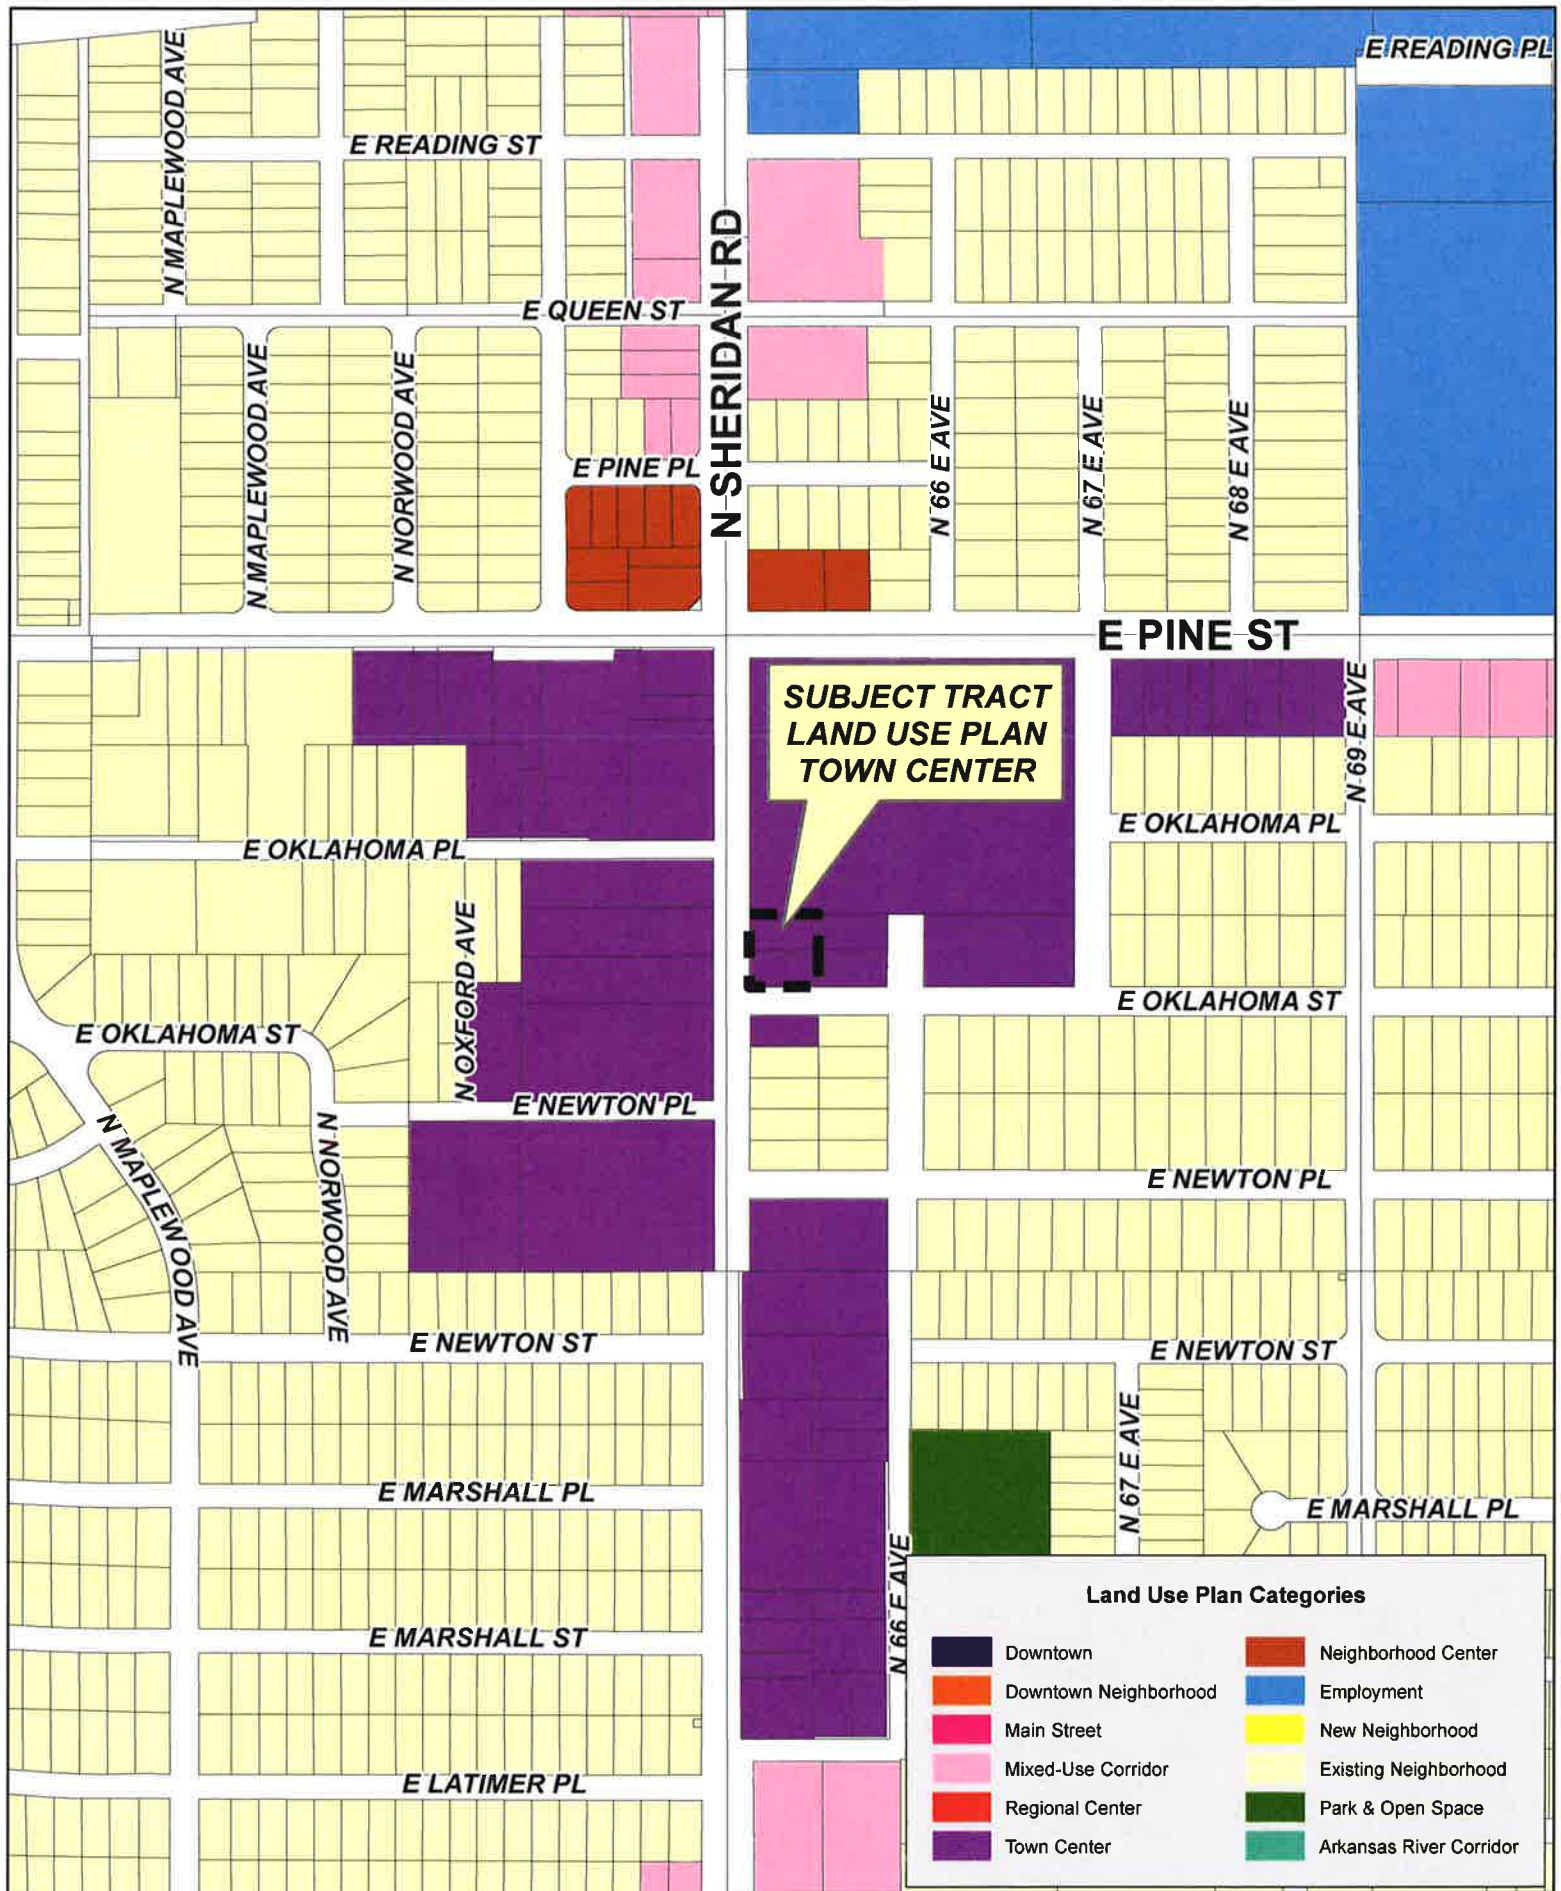 E READING PL
N MAPLEWOOD AVE
E READING ST
N SHERIDAN RD
E QUEEN ST
N MAPLEWOOD AVE
N NORWOOD AVE
E PINE PL
N 66 E AVE
N 67 E AVE
N 68 E AVE
E PINE ST
SUBJECT TRACT
LAND USE PLAN
TOWN CENTER
N 69 E AVE
E OKLAHOMA PL
E OKLAHOMA PL
N OXFORD AVE
E OKLAHOMA ST
E OKLAHOMA ST
E NEWTON PL
N MAPLEWOOD AVE
N NORWOOD AVE
E NEWTON PL
E NEWTON ST
E NEWTON ST
N 67 E AVE
E MARSHALL PL
E MARSHALL PL
N 66 E AVE
E MARSHALL ST
E LATIMER PL
Land Use Plan Categories
Downtown
Downtown Neighborhood
Main Street
Mixed-Use Corridor
Regional Center
Town Center
Neighborhood Center
Employment
New Neighborhood
Existing Neighborhood
Park & Open Space
Arkansas River Corridor